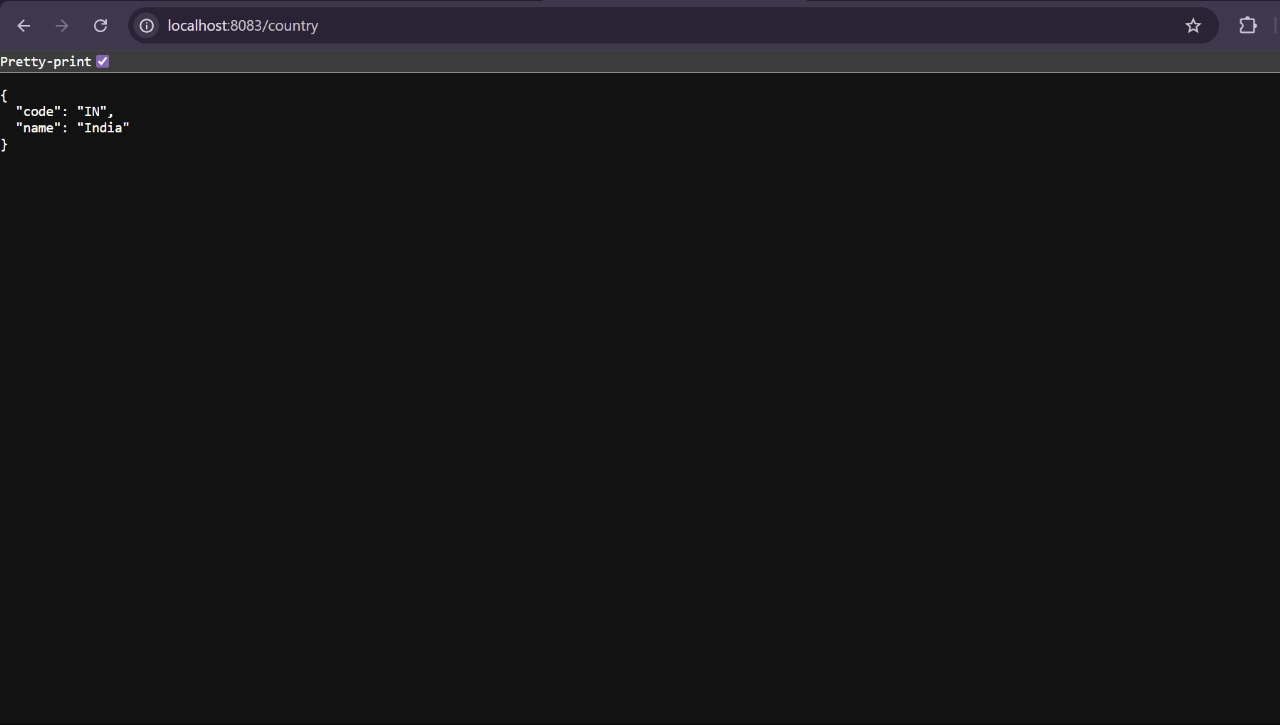 localhost:8083/country
Pretty-print
{
  "code": "IN",
  "name": "India"
}